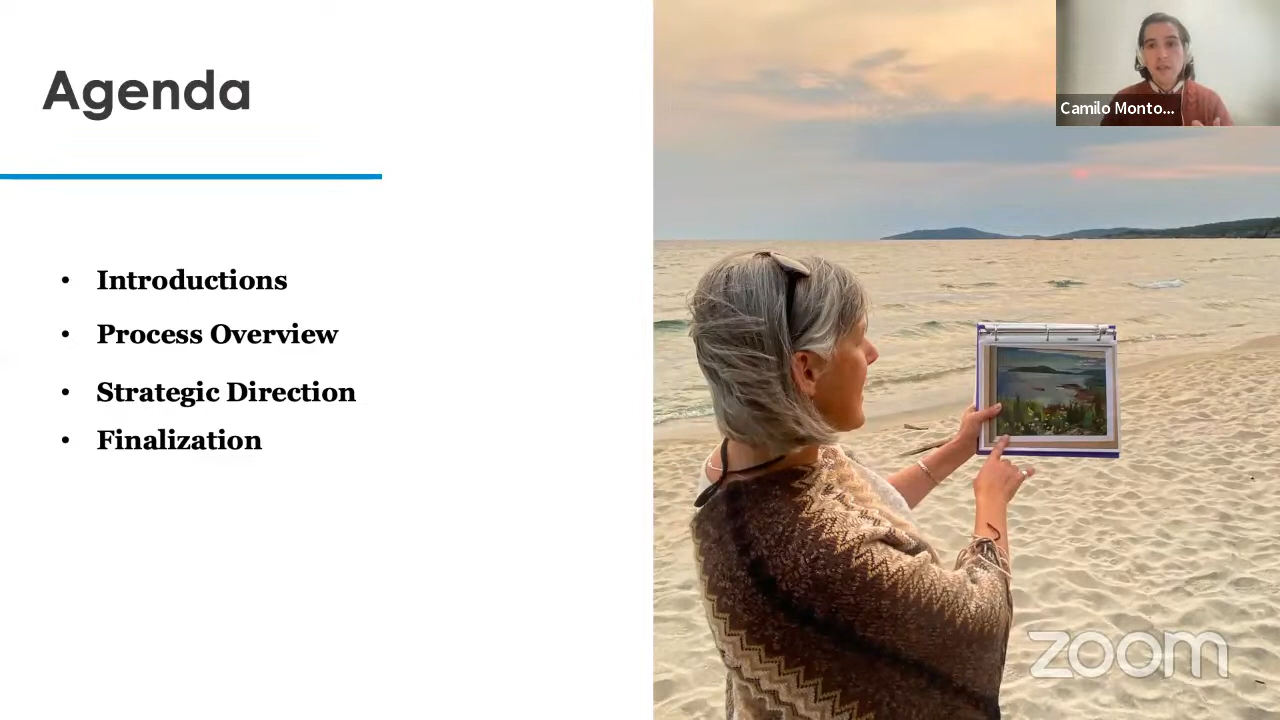 Agenda
• Introductions
• Process Overview
• Strategic Direction
• Finalization
Camilo Monto...
zoom